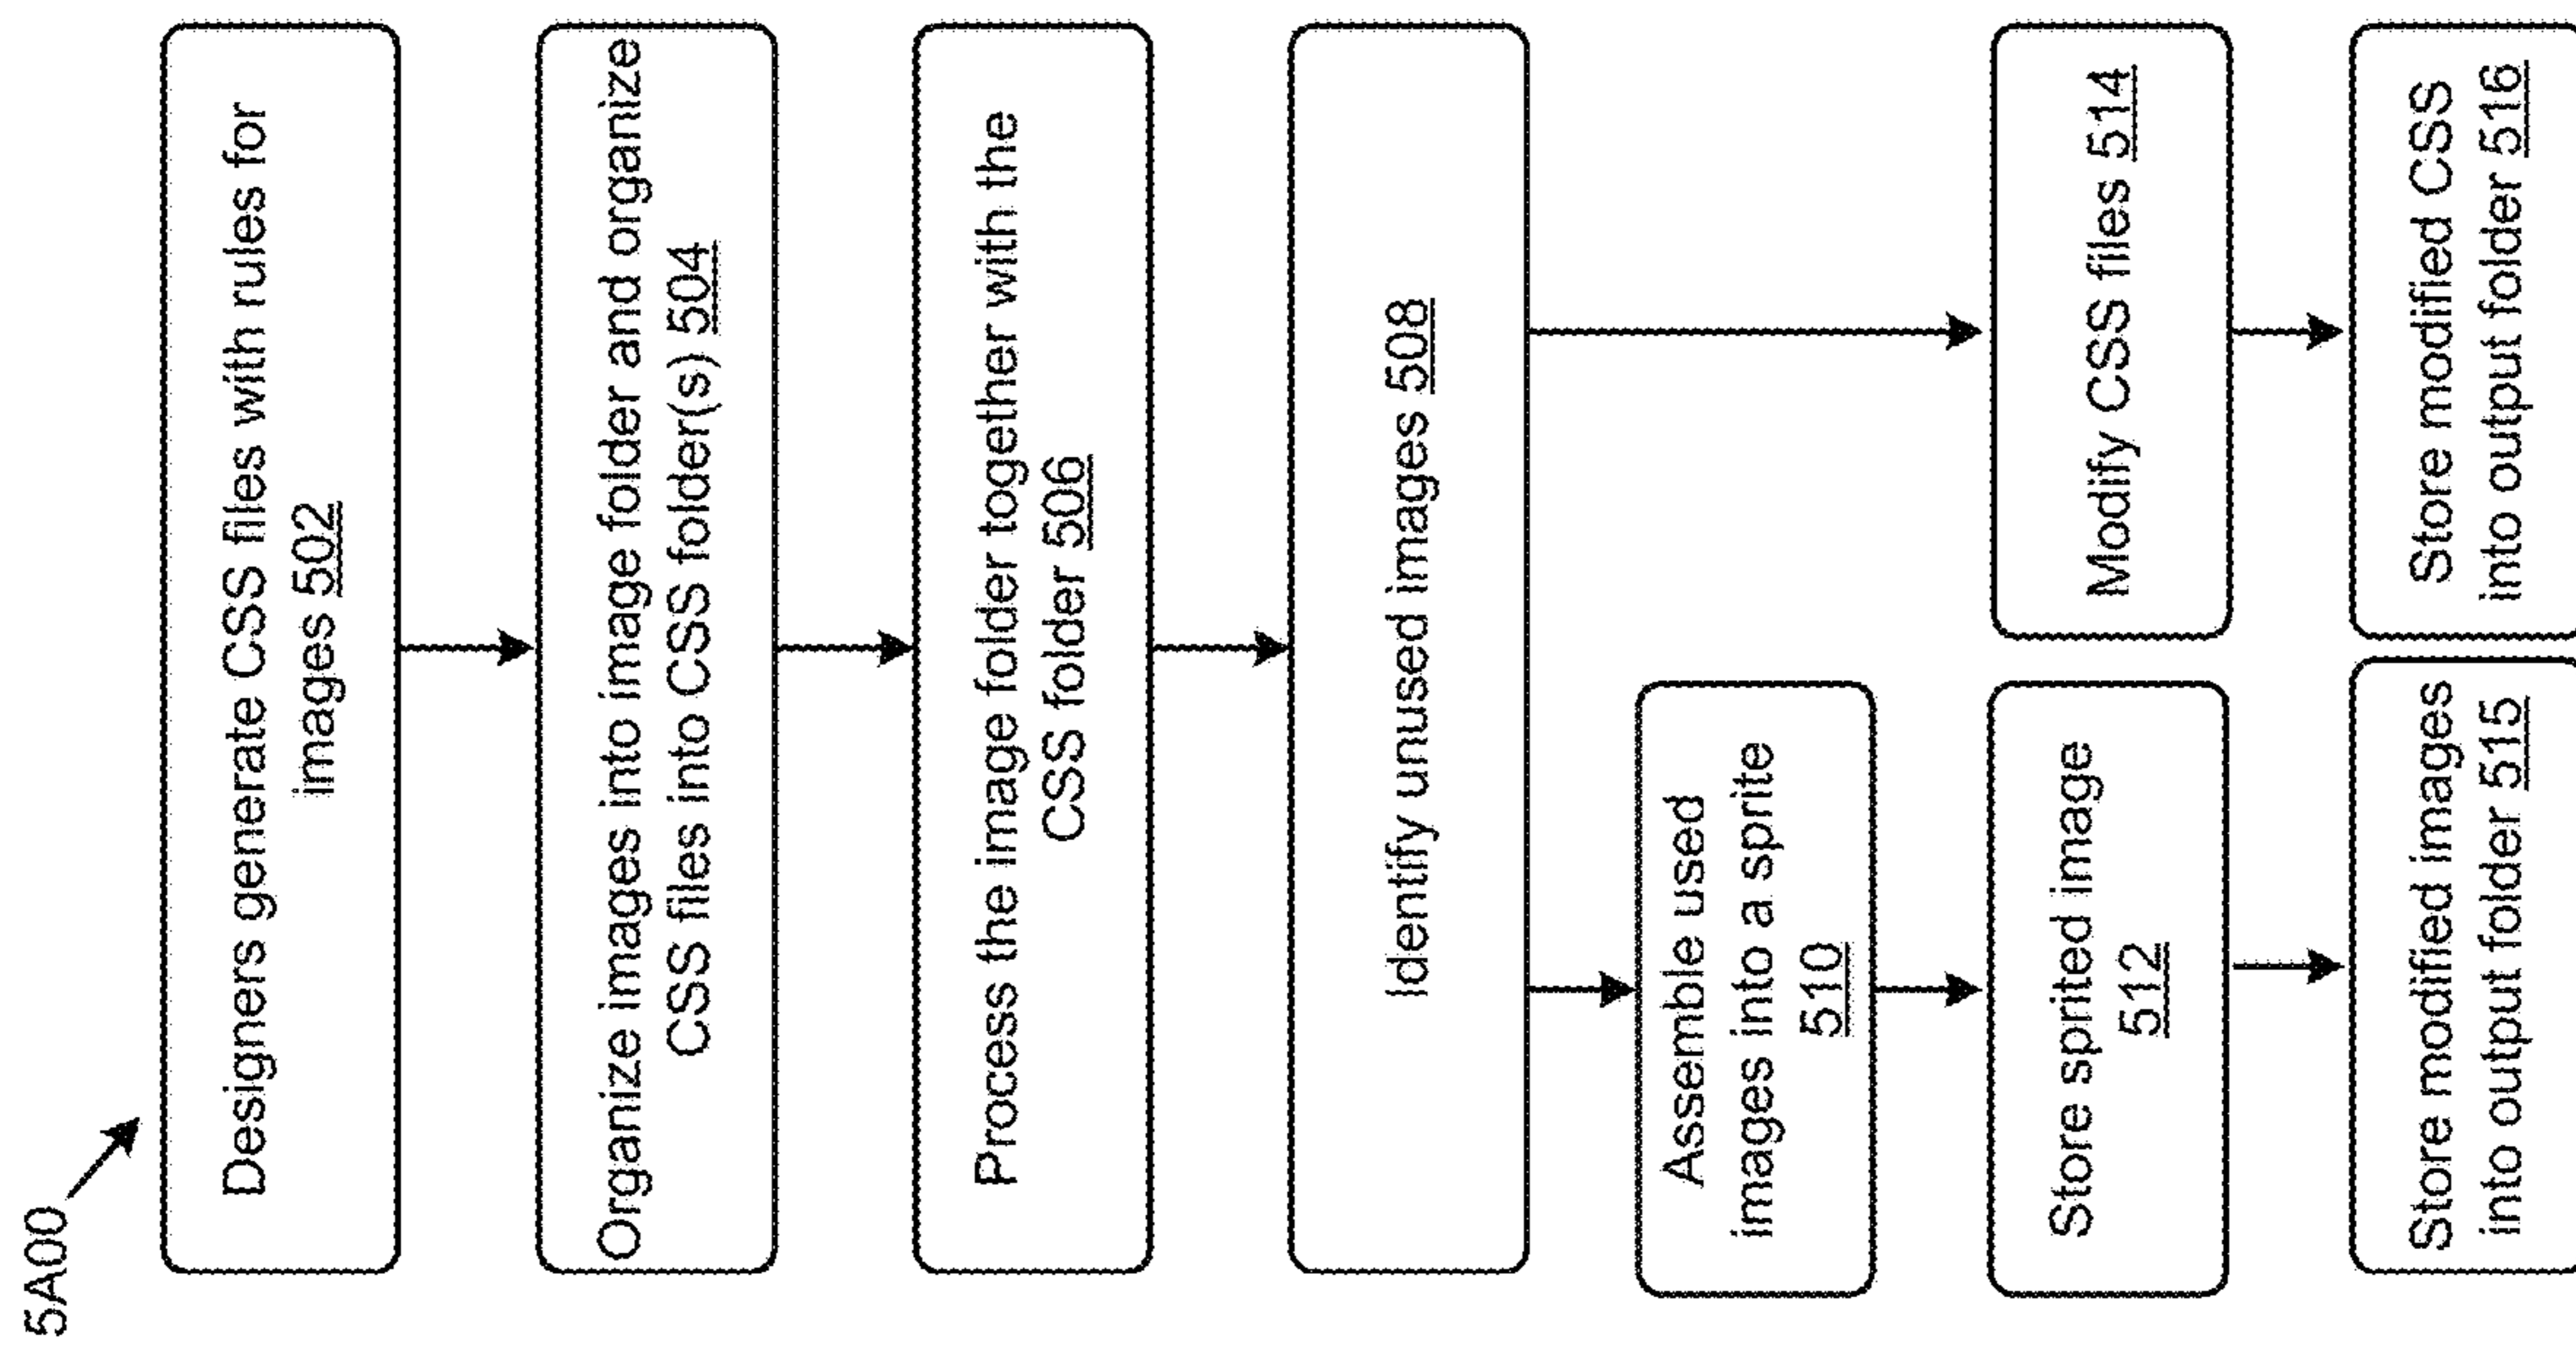 5A00
Designers generate CSS files with rules for
images 502
Organize images into image folder and organize
CSS files into CSS folder(s) 504
Process the image folder together with the
CSS folder 506
Identify unused images 508
Assemble used
images into a sprite
510
Store sprited image
512
Modify CSS files 514
Store modified images
into output folder 515
Store modified CSS
into output folder 516